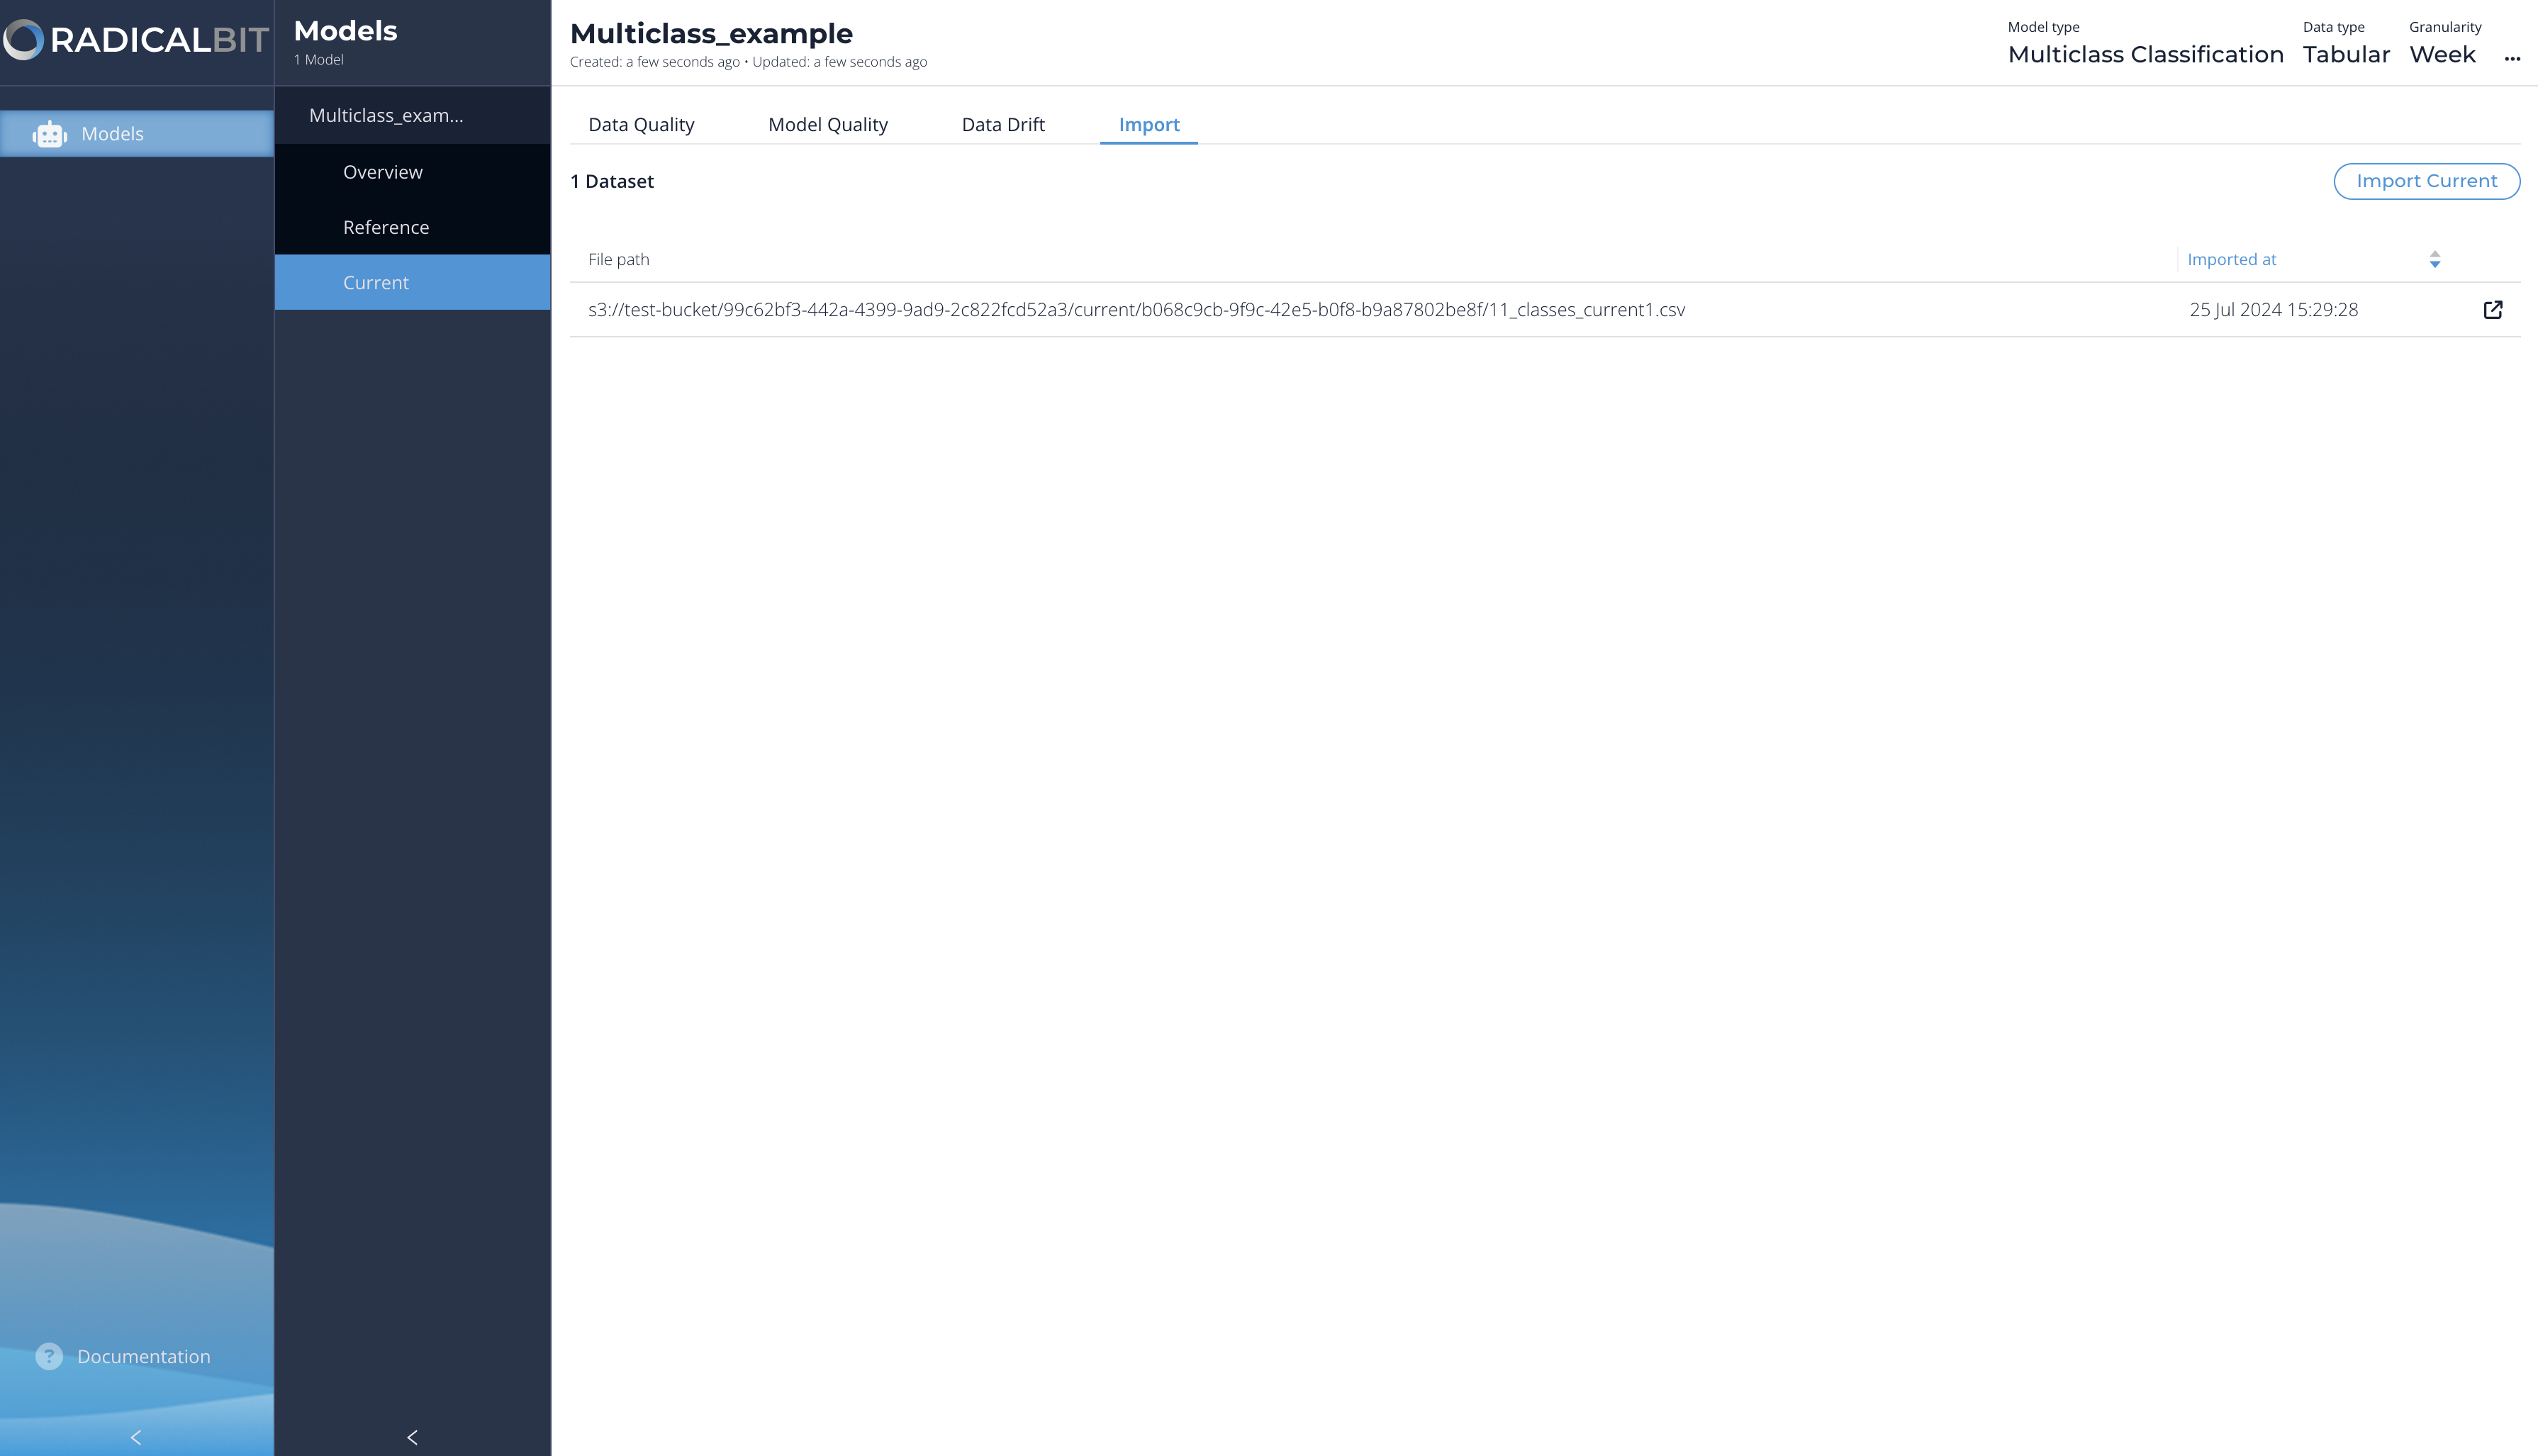 RADICALBIT
Models
Documentation
Models
1 Model
Multiclass_exam...
Overview
Reference
Current
Multiclass_example
Created: a few seconds ago • Updated: a few seconds ago
Model type
Multiclass Classification
Data type
Tabular
Granularity
Week
...
Data Quality Model Quality Data Drift Import
1 Dataset
Import Current
File path Imported at
s3://test-bucket/99c62bf3-442a-4399-9ad9-2c822fcd52a3/current/b068c9cb-9f9c-42e5-b0f8-b9a87802be8f/11_classes_current1.csv 25 Jul 2024 15:29:28